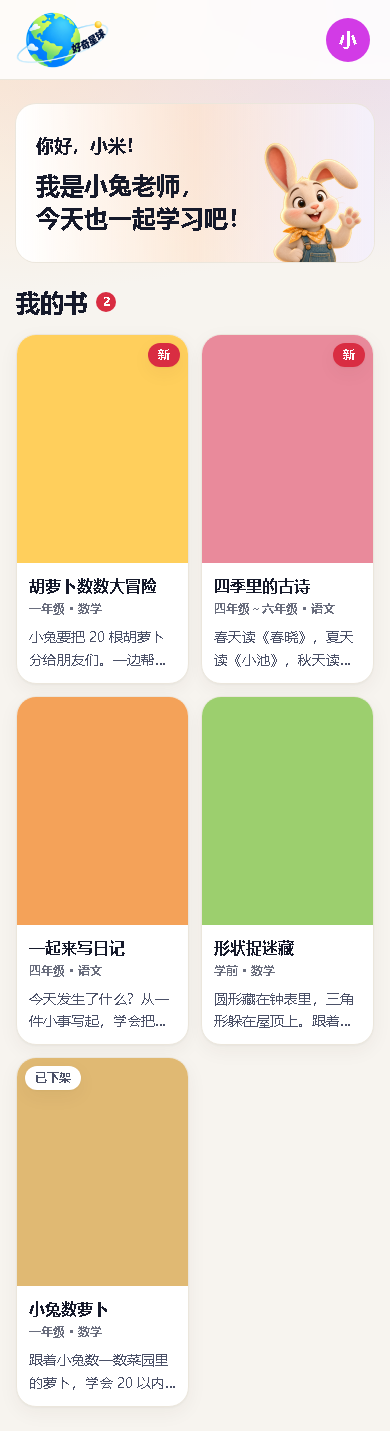 好奇星球
小
你好，小米！
我是小兔老师，
今天也一起学习吧！
我的书 2
新
胡萝卜数数大冒险
一年级·数学
小兔要把 20 根胡萝卜
分给朋友们。一边帮...
新
四季里的古诗
四年级~六年级·语文
春天读《春晓》，夏天
读《小池》，秋天读...
一起来写日记
四年级·语文
今天发生了什么？从一
件小事写起，学会把...
形状捉迷藏
学前·数学
圆形藏在钟表里，三角
形躲在屋顶上。跟着...
已下架
小兔数萝卜
一年级·数学
跟着小兔数一数菜园里
的萝卜，学会 20 以内...